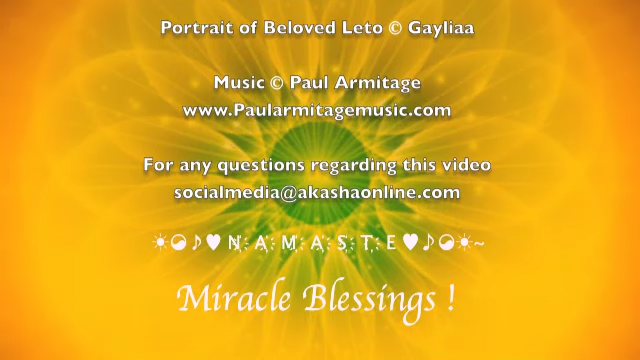 Portrait of Beloved Leto © Gayliaa
Music © Paul Armitage
www.Paularmitagemusic.com
For any questions regarding this video
socialmedia@akashaonline.com
☀☯♪♥ N҉ A҉ M҉ A҉ S҉ T҉ E ♥♪☯☀~
Miracle Blessings !